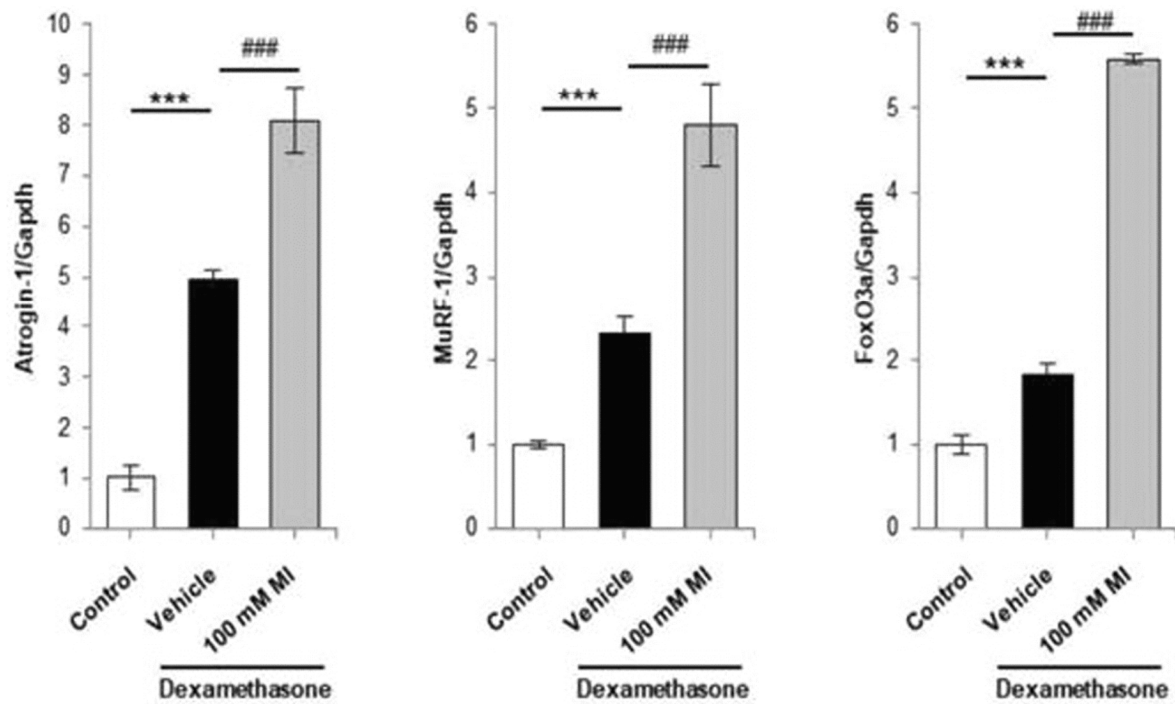 Atrogin-1/Gapdh
10
9
8
7
6
5
4
3
2
1
0
***
###
Control
Vehicle
100 mM MI
Dexamethasone
MuRF-1/Gapdh
6
5
4
3
2
1
0
***
###
Control
Vehicle
100 mM MI
Dexamethasone
FoxO3a/Gapdh
6
5
4
3
2
1
0
***
###
Control
Vehicle
100 mM MI
Dexamethasone